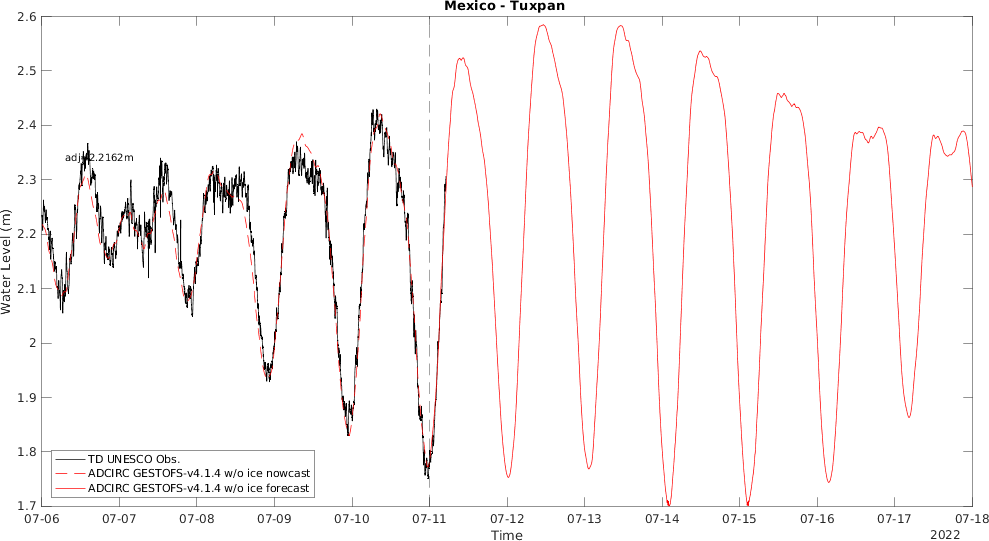 Mexico - Tuxpan
Water Level (m)
2.6
2.5
2.4
2.3
2.2
2.1
2
1.9
1.8
1.7
adj=2.2162m
TD UNESCO Obs.
ADCIRC GESTOFS-v4.1.4 w/o ice nowcast
ADCIRC GESTOFS-v4.1.4 w/o ice forecast
07-06 07-07 07-08 07-09 07-10 07-11 07-12 07-13 07-14 07-15 07-16 07-17 07-18
Time
2022